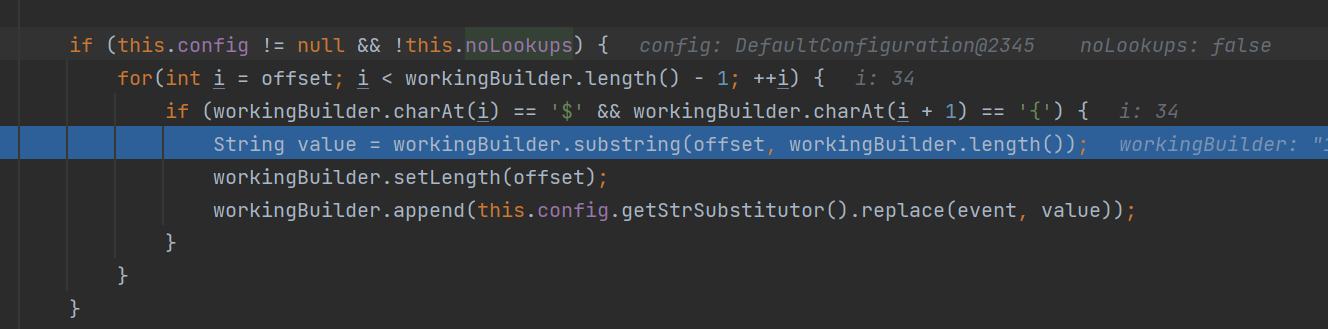 if (this.config != null && !this.noLookups) {   config: DefaultConfiguration@2345    noLookups: false
    for(int i = offset; i < workingBuilder.length() - 1; ++i) {   i: 34
        if (workingBuilder.charAt(i) == '$' && workingBuilder.charAt(i + 1) == '{') {   i: 34
            String value = workingBuilder.substring(offset, workingBuilder.length());   workingBuilder: "
            workingBuilder.setLength(offset);
            workingBuilder.append(this.config.getStrSubstitutor().replace(event, value));
        }
    }
}